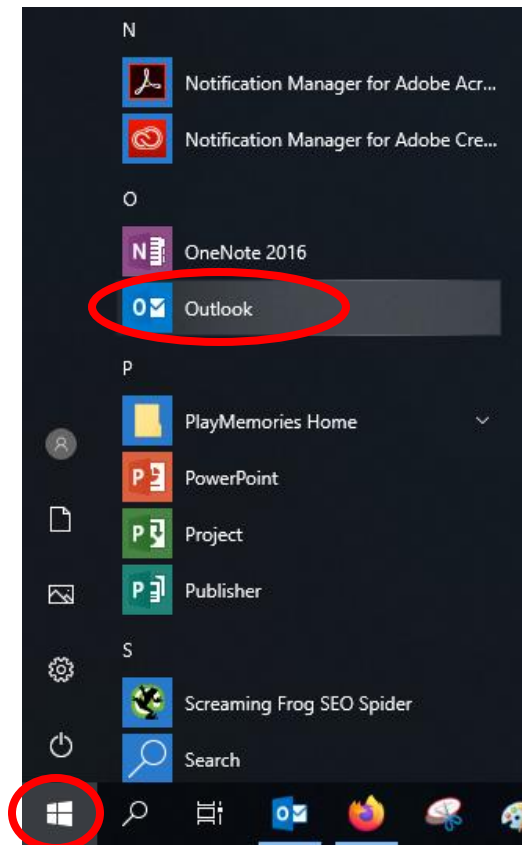 N
Notification Manager for Adobe Acr...
Notification Manager for Adobe Cre...
O
OneNote 2016
Outlook
P
PlayMemories Home
PowerPoint
Project
Publisher
S
Screaming Frog SEO Spider
Search